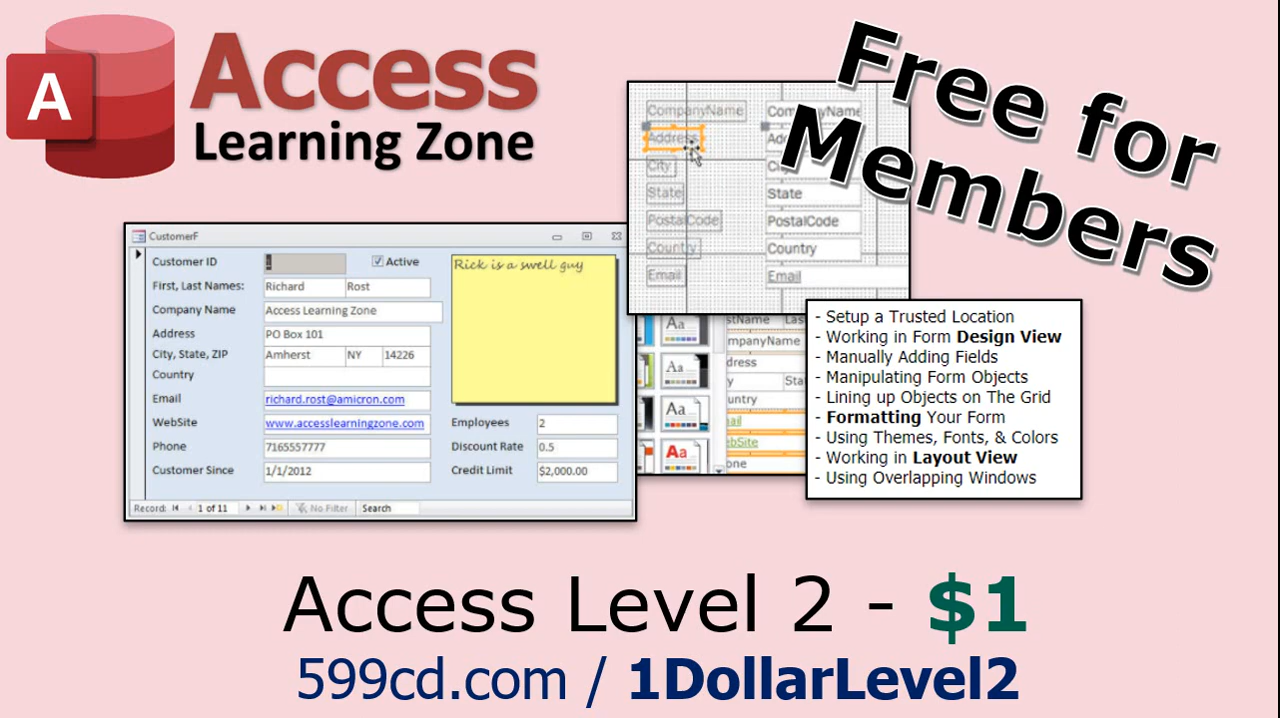 A
Access
Learning Zone
Free for
Members
CompanyName CompanyName
Address
City
State State
PostalCode PostalCode
Country Country
Email Email
CustomerF
Customer ID Active
First, Last Names: Richard Rost
Company Name Access Learning Zone
Address PO Box 101
City, State, ZIP Amherst NY 14226
Country
Email richard.rost@amicron.com
WebSite www.accesslearningzone.com
Phone 7165557777
Customer Since 1/1/2012
Rick is a swell guy
Employees 2
Discount Rate 0.5
Credit Limit $2,000.00
Record: 1 of 11 No Filter Search
Aa
Aa
Aa
Aa
- Setup a Trusted Location
- Working in Form Design View
- Manually Adding Fields
- Manipulating Form Objects
- Lining up Objects on The Grid
- Formatting Your Form
- Using Themes, Fonts, & Colors
- Working in Layout View
- Using Overlapping Windows
Access Level 2 - $1
599cd.com / 1DollarLevel2